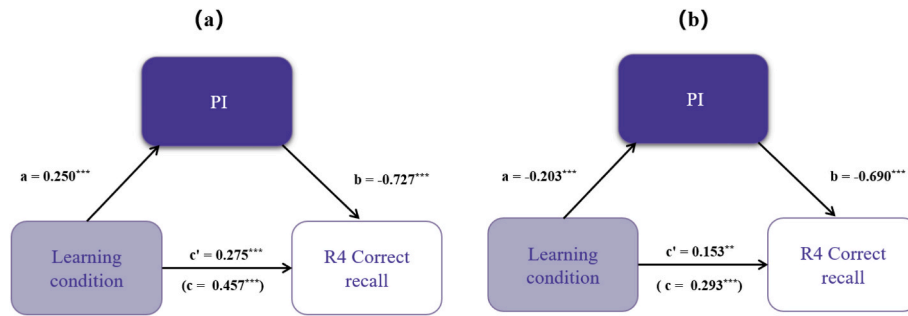 (a)
PI
a = 0.250***
b = -0.727***
Learning
condition
c' = 0.275***
(c = 0.457***)
R4 Correct
recall
(b)
PI
a = -0.203***
b = -0.690***
Learning
condition
c' = 0.153**
( c = 0.293***)
R4 Correct
recall